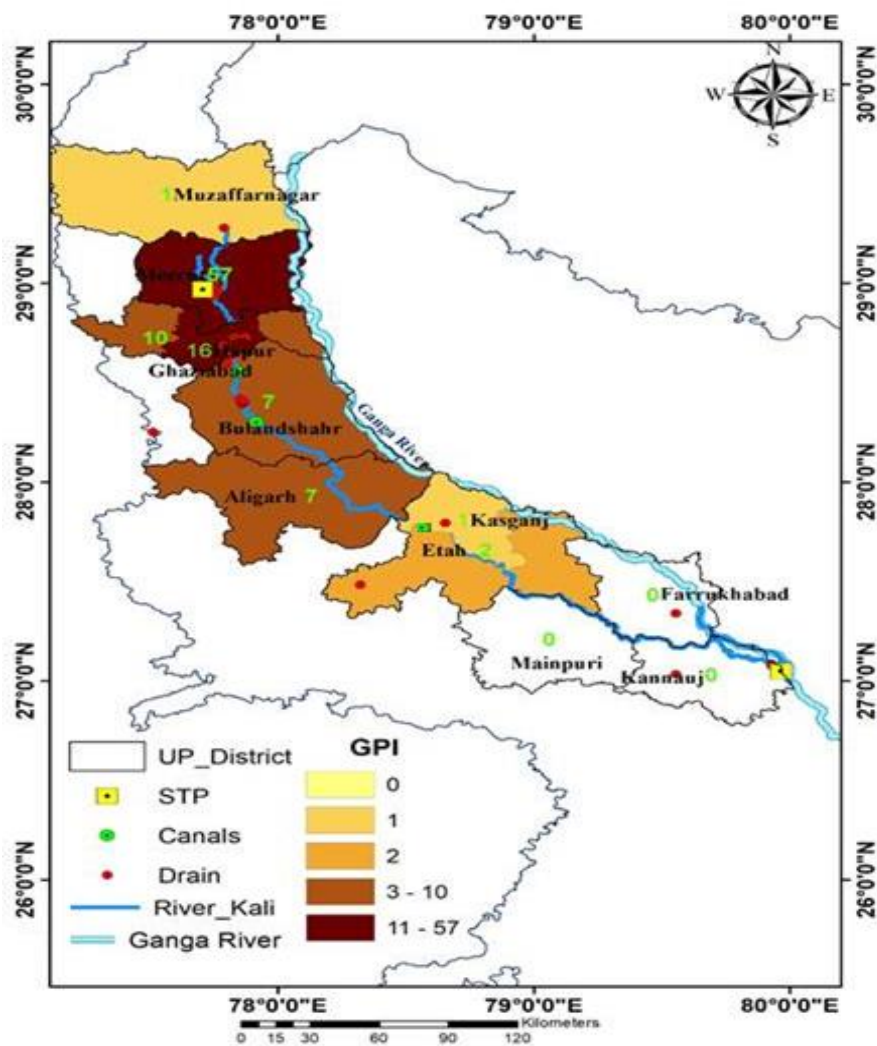 78°0'0"E 79°0'0"E 80°0'0"E
30°0'0"N 30°0'0"N
N
W E
S
1 Muzaffarnagar
29°0'0"N 57 29°0'0"N
10
16
Ghaziabad
7
Bulandshahr
Ganga River
28°0'0"N 28°0'0"N
Aligarh 7
1 Kasganj
Etah 2
0 Farrukhabad
0
Mainpuri
Kannauj 0
27°0'0"N 27°0'0"N
GPI
UP_District 0
STP 1
Canals 2
Drain 3 - 10
River_Kali 11 - 57
Ganga River
26°0'0"N 26°0'0"N
78°0'0"E 79°0'0"E 80°0'0"E
Kilometers
0 15 30 60 90 120